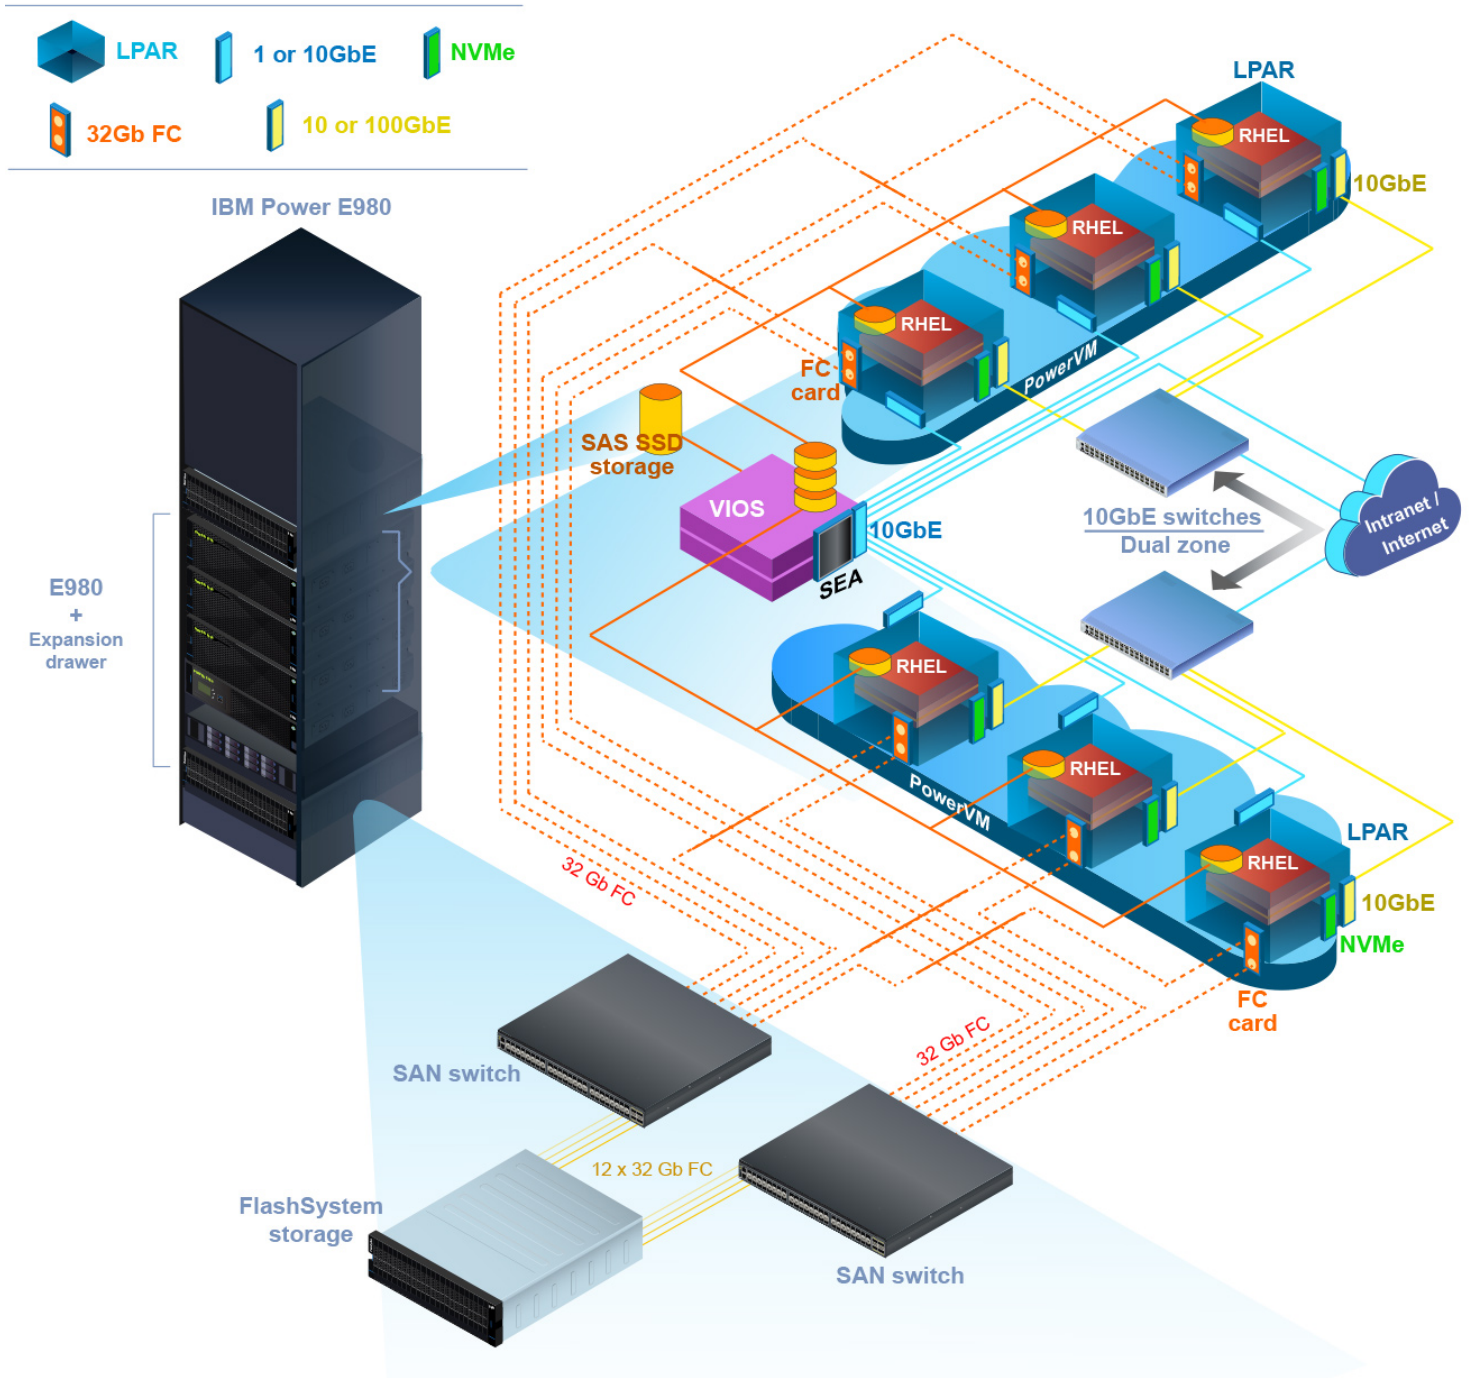 LPAR
1 or 10GbE
NVMe
32Gb FC
10 or 100GbE
IBM Power E980
LPAR
RHEL
10GbE
RHEL
RHEL
FC
card
PowerVM
SAS SSD
storage
VIOS
10GbE
SEA
10GbE switches
Dual zone
Intranet /
Internet
E980
+
Expansion
drawer
RHEL
RHEL
PowerVM
LPAR
RHEL
10GbE
NVMe
FC
card
32 Gb FC
32 Gb FC
SAN switch
12 x 32 Gb FC
FlashSystem
storage
SAN switch